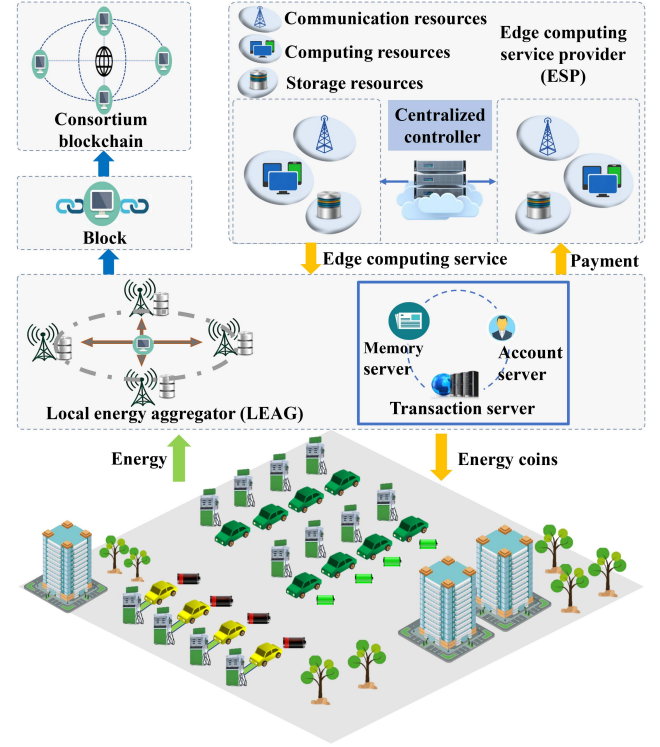 Communication resources
Computing resources
Storage resources
Edge computing
service provider
(ESP)
Consortium
blockchain
Centralized
controller
Block
Edge computing service
Payment
Memory
server
Account
server
Transaction server
Local energy aggregator (LEAG)
Energy
Energy coins